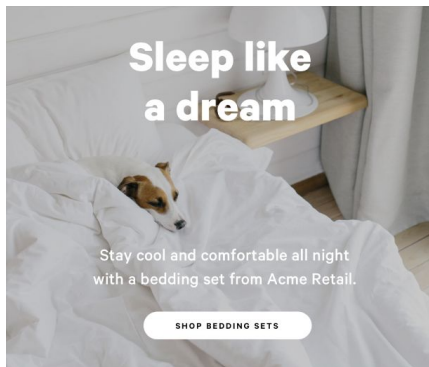 Sleep like
a dream
Stay cool and comfortable all night
with a bedding set from Acme Retail.
SHOP BEDDING SETS